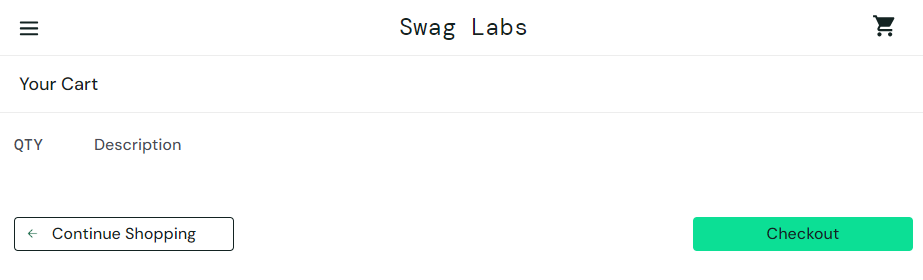 Swag Labs
Your Cart
QTY Description
Continue Shopping Checkout